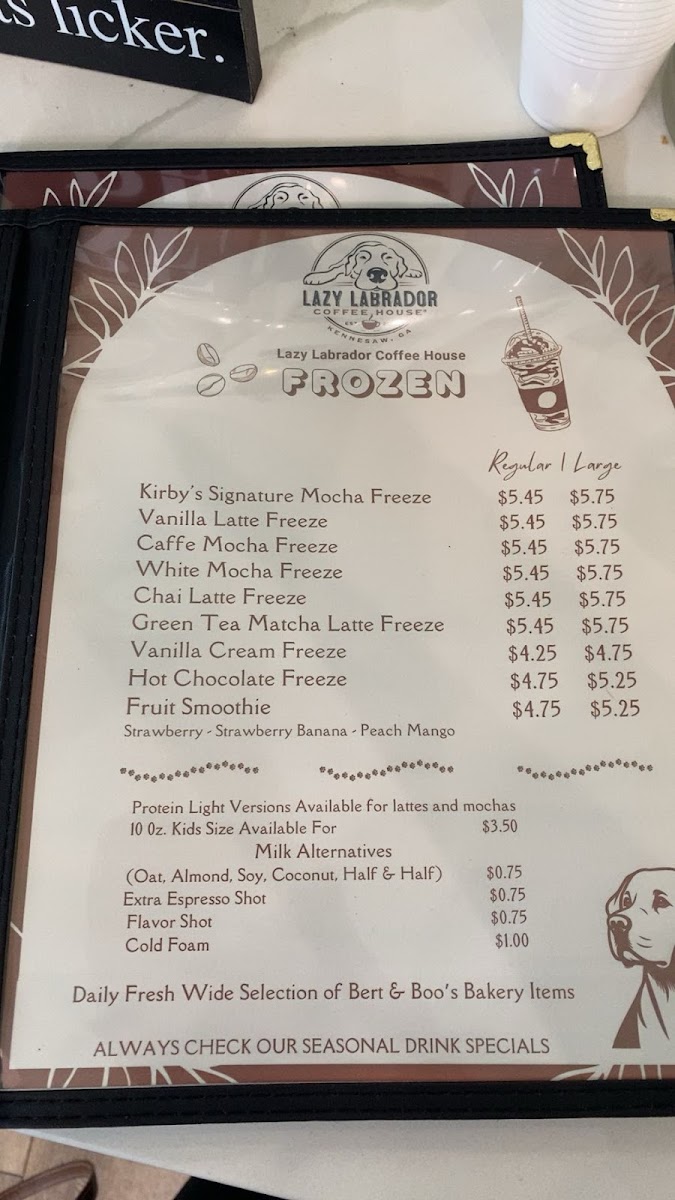 s licker.
LAZY LABRADOR
COFFEE HOUSE
KENNESAW, GA
Lazy Labrador Coffee House
FROZEN
Regular | Large
Kirby's Signature Mocha Freeze $5.45 $5.75
Vanilla Latte Freeze $5.45 $5.75
Caffe Mocha Freeze $5.45 $5.75
White Mocha Freeze $5.45 $5.75
Chai Latte Freeze $5.45 $5.75
Green Tea Matcha Latte Freeze $5.45 $5.75
Vanilla Cream Freeze $4.25 $4.75
Hot Chocolate Freeze $4.75 $5.25
Fruit Smoothie $4.75 $5.25
Strawberry - Strawberry Banana - Peach Mango
Protein Light Versions Available for lattes and mochas
10 Oz. Kids Size Available For $3.50
Milk Alternatives
(Oat, Almond, Soy, Coconut, Half & Half) $0.75
Extra Espresso Shot $0.75
Flavor Shot $0.75
Cold Foam $1.00
Daily Fresh Wide Selection of Bert & Boo's Bakery Items
ALWAYS CHECK OUR SEASONAL DRINK SPECIALS